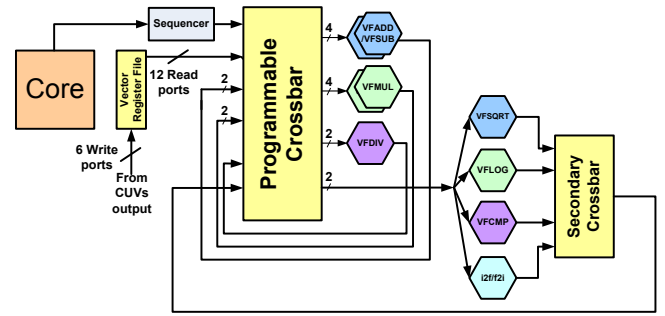 Core
Sequencer
Vector
Register File
12 Read
ports
6 Write
ports
From
CUVs
output
Programmable
Crossbar
2
2
4
4
2
2
VFADD
/VFSUB
VFMUL
VFDIV
VFSQRT
VFLOG
VFCMP
i2f/f2i
Secondary
Crossbar